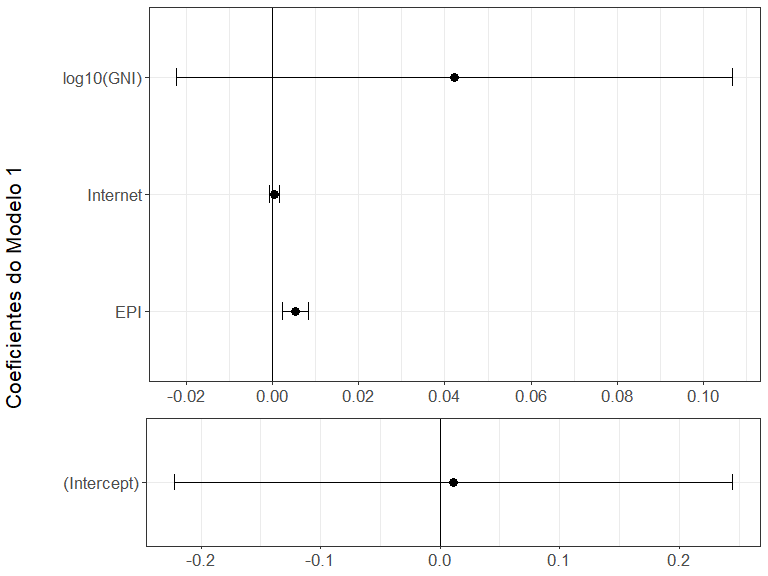 Coeficientes do Modelo 1
log10(GNI)
Internet
EPI
-0.02 0.00 0.02 0.04 0.06 0.08 0.10
(Intercept)
-0.2 -0.1 0.0 0.1 0.2